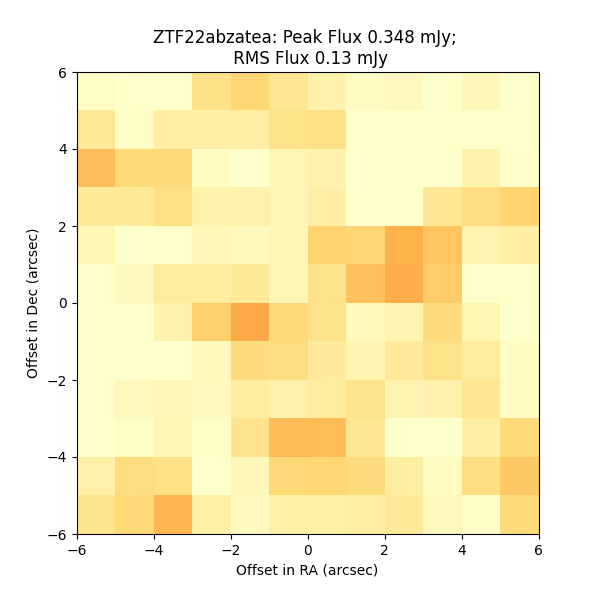 ZTF22abzatea: Peak Flux 0.348 mJy;
RMS Flux 0.13 mJy
6
4
2
0
−2
−4
−6
Offset in Dec (arcsec)
−6 −4 −2 0 2 4 6
Offset in RA (arcsec)